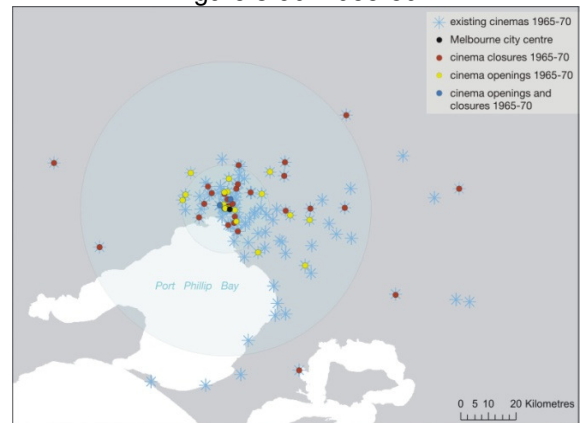 existing cinemas 1965-70
Melbourne city centre
cinema closures 1965-70
cinema openings 1965-70
cinema openings and
closures 1965-70
Port Phillip Bay
0 5 10 20 Kilometres